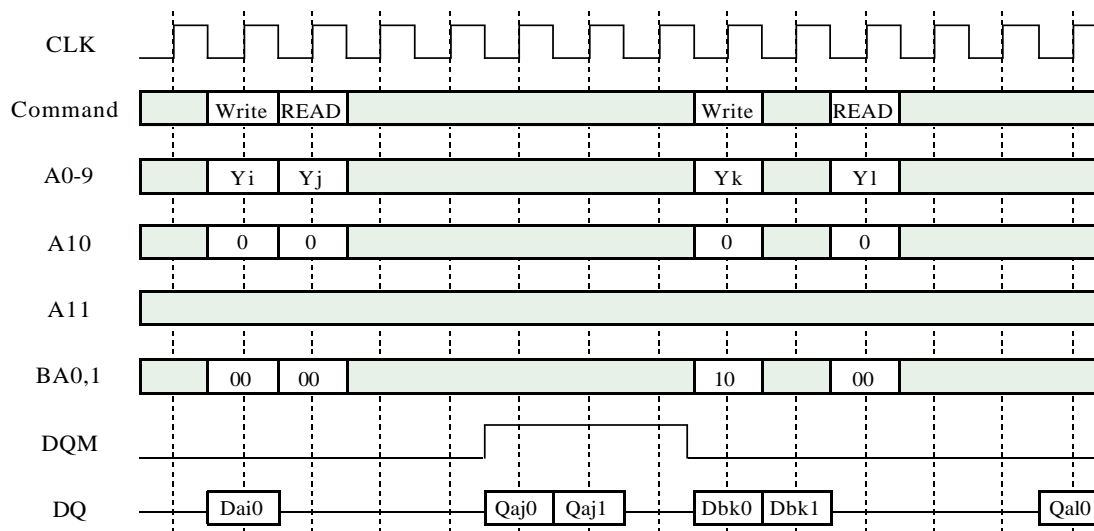 CLK
Command Write READ Write READ
A0-9 Yi Yj Yk Yl
A10 0 0 0 0
A11
BA0,1 00 00 10 00
DQM
DQ Dai0 Qaj0 Qaj1 Dbk0 Dbk1 Qal0